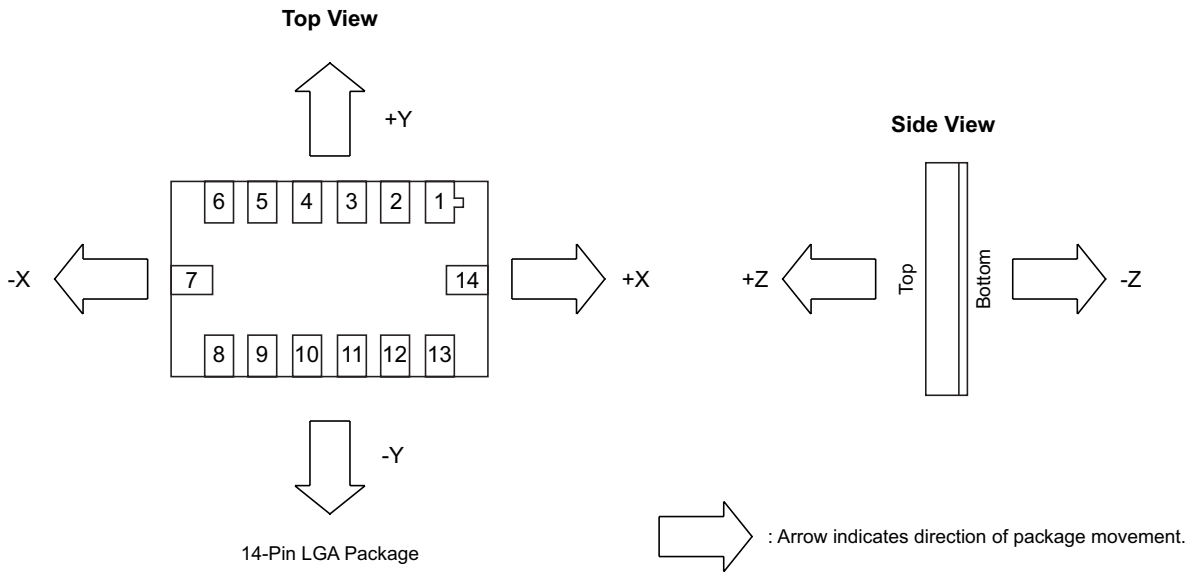 Top View
+Y
6 5 4 3 2 1
-X
7
14
+X
8 9 10 11 12 13
-Y
14-Pin LGA Package
Side View
+Z
Top
Bottom
-Z
: Arrow indicates direction of package movement.